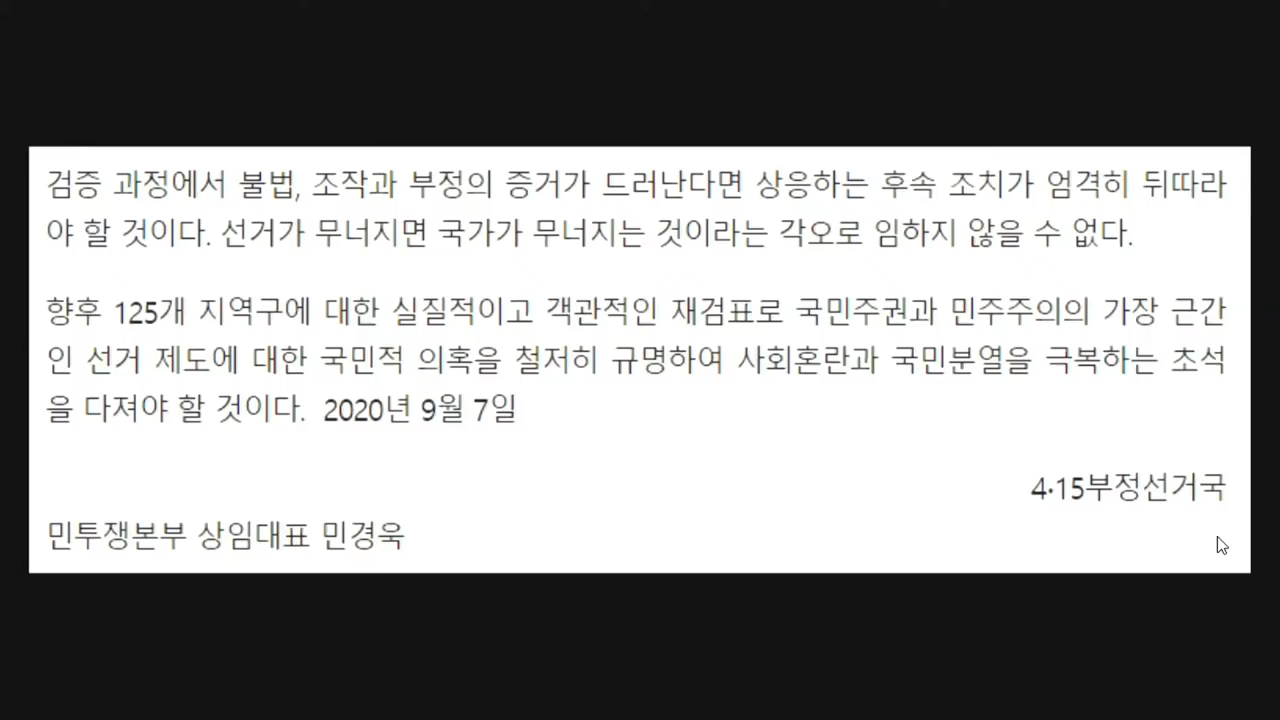 검증 과정에서 불법, 조작과 부정의 증거가 드러난다면 상응하는 후속 조치가 엄격히 뒤따라
야 할 것이다. 선거가 무너지면 국가가 무너지는 것이라는 각오로 임하지 않을 수 없다.
향후 125개 지역구에 대한 실질적이고 객관적인 재검표로 국민주권과 민주주의의 가장 근간
인 선거 제도에 대한 국민적 의혹을 철저히 규명하여 사회혼란과 국민분열을 극복하는 초석
을 다져야 할 것이다. 2020년 9월 7일
4·15부정선거국
민투쟁본부 상임대표 민경욱